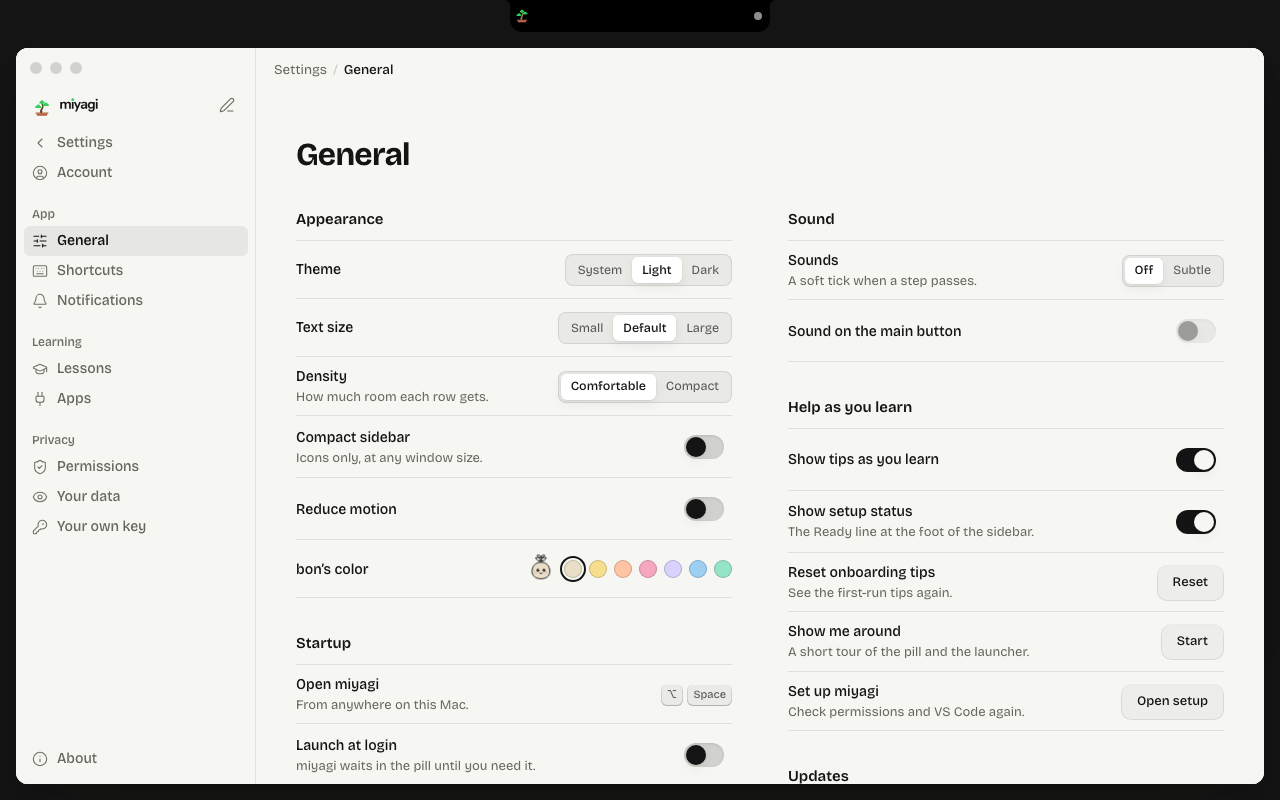 Settings / General
miyagi
Settings
Account
App
General
Shortcuts
Notifications
Learning
Lessons
Apps
Privacy
Permissions
Your data
Your own key
About
General
Appearance
Theme
System Light Dark
Text size
Small Default Large
Density
How much room each row gets.
Comfortable Compact
Compact sidebar
Icons only, at any window size.
Reduce motion
bon's color
Startup
Open miyagi
From anywhere on this Mac.
⌥ Space
Launch at login
miyagi waits in the pill until you need it.
Sound
Sounds
A soft tick when a step passes.
Off Subtle
Sound on the main button
Help as you learn
Show tips as you learn
Show setup status
The Ready line at the foot of the sidebar.
Reset onboarding tips
See the first-run tips again.
Reset
Show me around
A short tour of the pill and the launcher.
Start
Set up miyagi
Check permissions and VS Code again.
Open setup
Updates